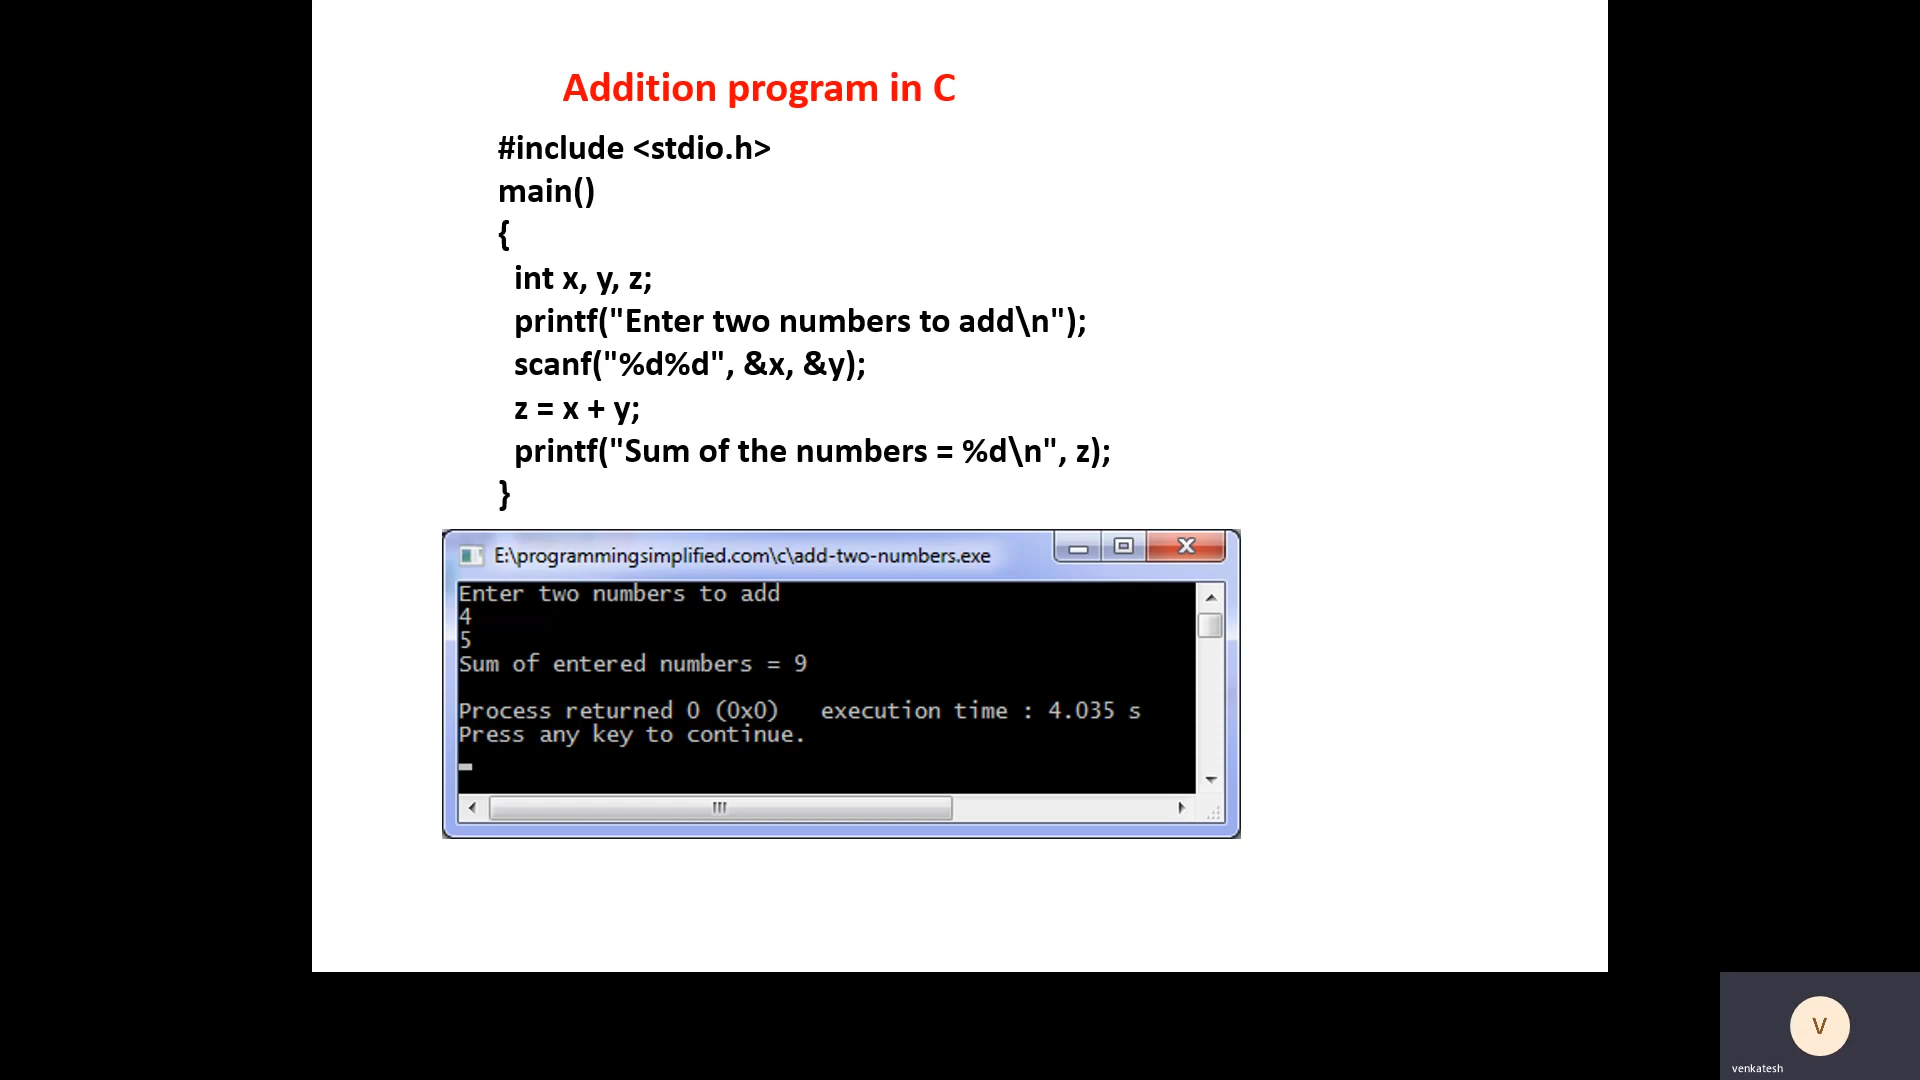 Addition program in C
#include <stdio.h>
main()
{
int x, y, z;
printf("Enter two numbers to add\n");
scanf("%d%d", &x, &y);
z = x + y;
printf("Sum of the numbers = %d\n", z);
}
E:\programmingsimplified.com\c\add-two-numbers.exe
Enter two numbers to add
4
5
Sum of entered numbers = 9
Process returned 0 (0x0)   execution time : 4.035 s
Press any key to continue.
V
venkatesh